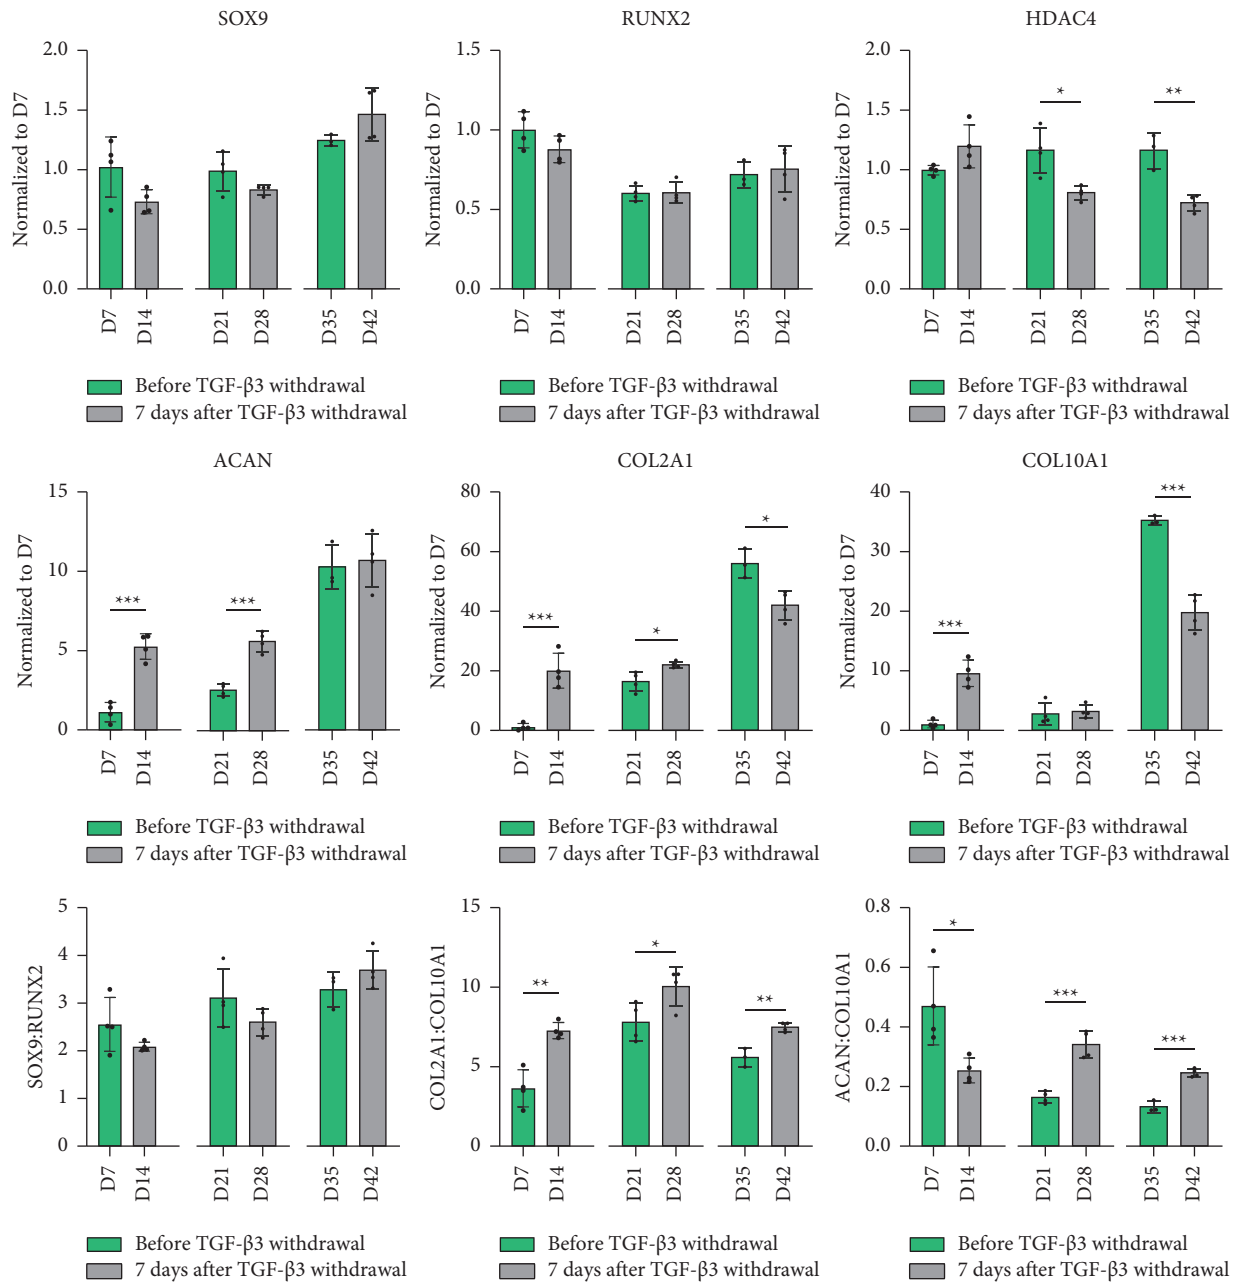 SOX9
RUNX2
HDAC4
Normalized to D7
2.0
1.5
1.0
0.5
0.0
D7
D14
D21
D28
D35
D42
Before TGF-β3 withdrawal
7 days after TGF-β3 withdrawal
Normalized to D7
1.5
1.0
0.5
0.0
D7
D14
D21
D28
D35
D42
Before TGF-β3 withdrawal
7 days after TGF-β3 withdrawal
Normalized to D7
2.0
1.5
1.0
0.5
0.0
*
**
D7
D14
D21
D28
D35
D42
Before TGF-β3 withdrawal
7 days after TGF-β3 withdrawal
ACAN
Normalized to D7
15
10
5
0
***
***
D7
D14
D21
D28
D35
D42
Before TGF-β3 withdrawal
7 days after TGF-β3 withdrawal
COL2A1
Normalized to D7
80
60
40
20
0
***
*
*
D7
D14
D21
D28
D35
D42
Before TGF-β3 withdrawal
7 days after TGF-β3 withdrawal
COL10A1
Normalized to D7
40
30
20
10
0
***
***
D7
D14
D21
D28
D35
D42
Before TGF-β3 withdrawal
7 days after TGF-β3 withdrawal
SOX9:RUNX2
5
4
3
2
1
0
D7
D14
D21
D28
D35
D42
Before TGF-β3 withdrawal
7 days after TGF-β3 withdrawal
COL2A1:COL10A1
15
10
5
0
**
*
**
D7
D14
D21
D28
D35
D42
Before TGF-β3 withdrawal
7 days after TGF-β3 withdrawal
ACAN:COL10A1
0.8
0.6
0.4
0.2
0.0
*
***
***
D7
D14
D21
D28
D35
D42
Before TGF-β3 withdrawal
7 days after TGF-β3 withdrawal